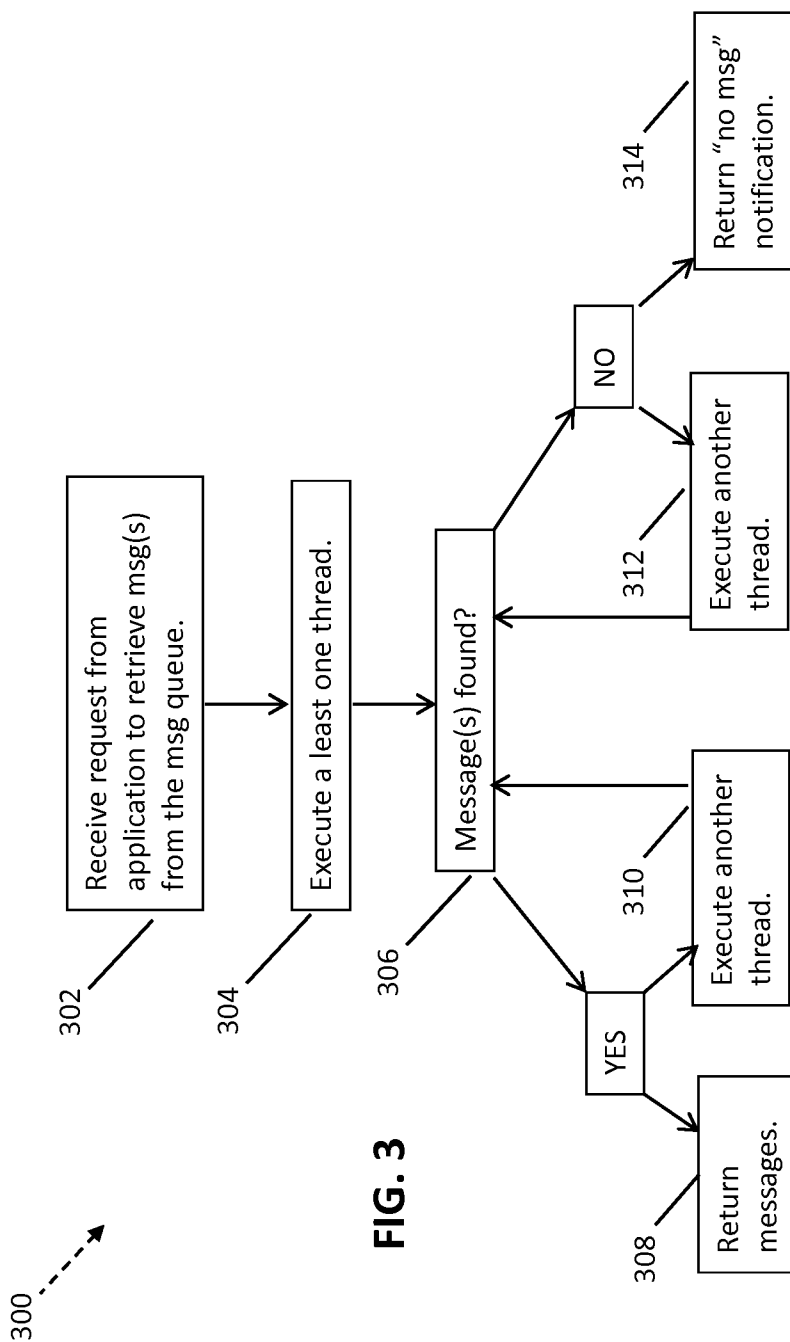 300
302
Receive request from
application to retrieve msg(s)
from the msg queue.
304
Execute a least one thread.
306
Message(s) found?
YES
NO
FIG. 3
308
Return
messages.
310
Execute another
thread.
312
Execute another
thread.
314
Return “no msg”
notification.